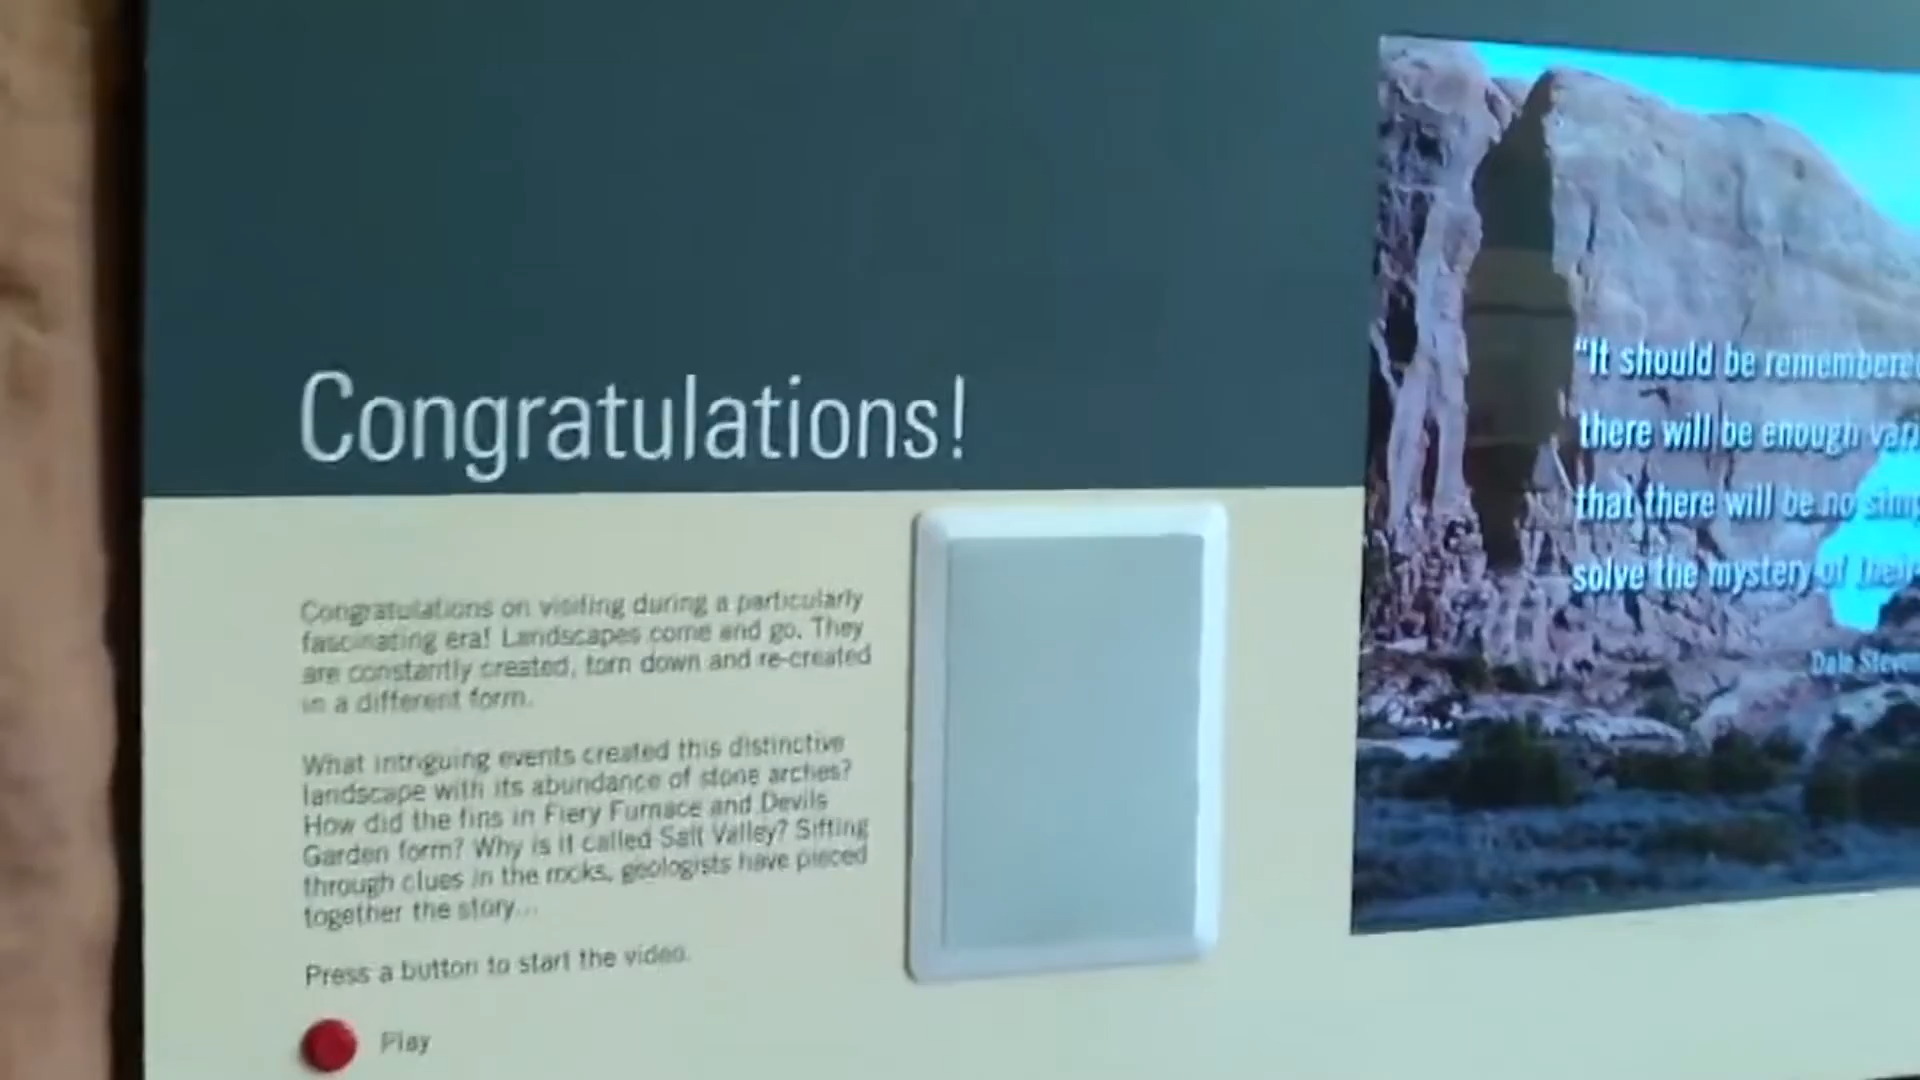 Congratulations!
Congratulations on visiting during a particularly
fascinating era! Landscapes come and go. They
are constantly created, torn down and re-created
in a different form.
What intriguing events created this distinctive
landscape with its abundance of stone arches?
How did the fins in Fiery Furnace and Devils
Garden form? Why is it called Salt Valley? Sifting
through clues in the rocks, geologists have pieced
together the story...
Press a button to start the video.
Play
"It should be remembered
there will be enough
that there will be no
solve the mystery of their
Dale